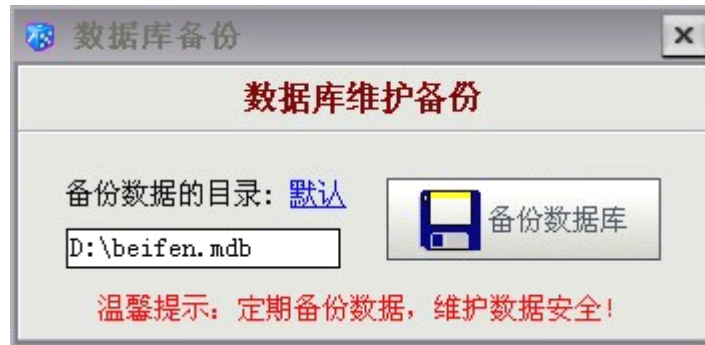 数据库备份
数据库维护备份
备份数据的目录: 默认
备份数据库
D:\beifen.mdb
温馨提示: 定期备份数据, 维护数据安全!